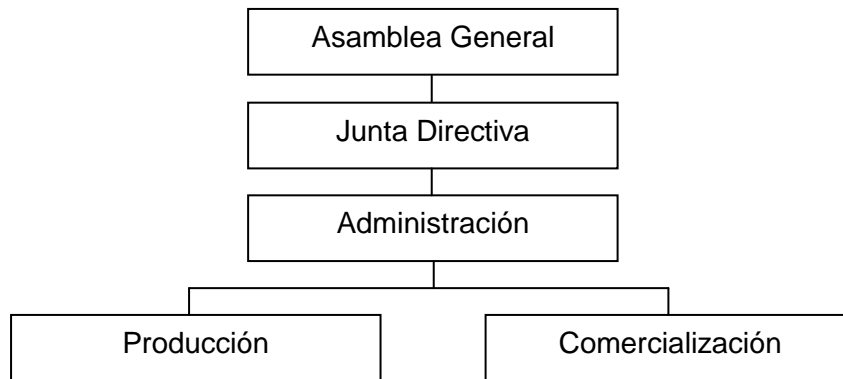 Asamblea General
Junta Directiva
Administración
Producción
Comercialización